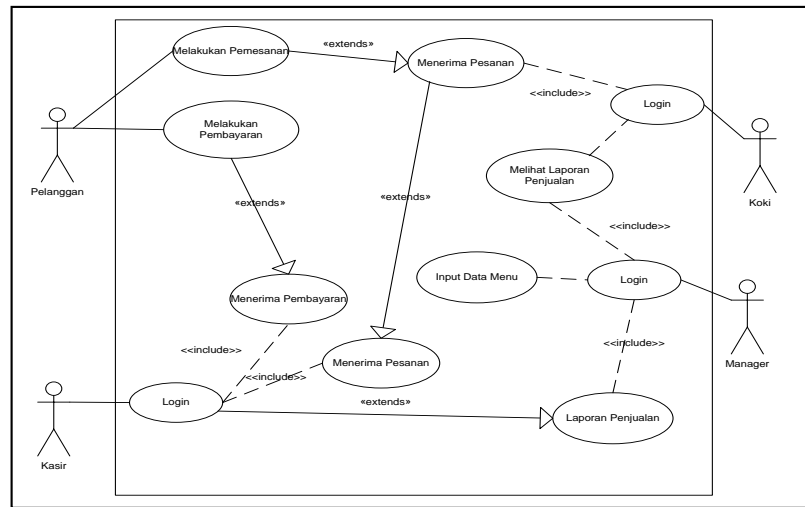 Melakukan Pemesanan
«extends»
Menerima Pesanan
<<include>>
Login
Melakukan
Pembayaran
Pelanggan
Koki
Melihat Laporan
Penjualan
«extends»
«extends»
<<include>>
Input Data Menu
Login
Menerima Pembayaran
Manager
<<include>>
<<include>>
Menerima Pesanan
<<include>>
Login
«extends»
Laporan Penjualan
Kasir